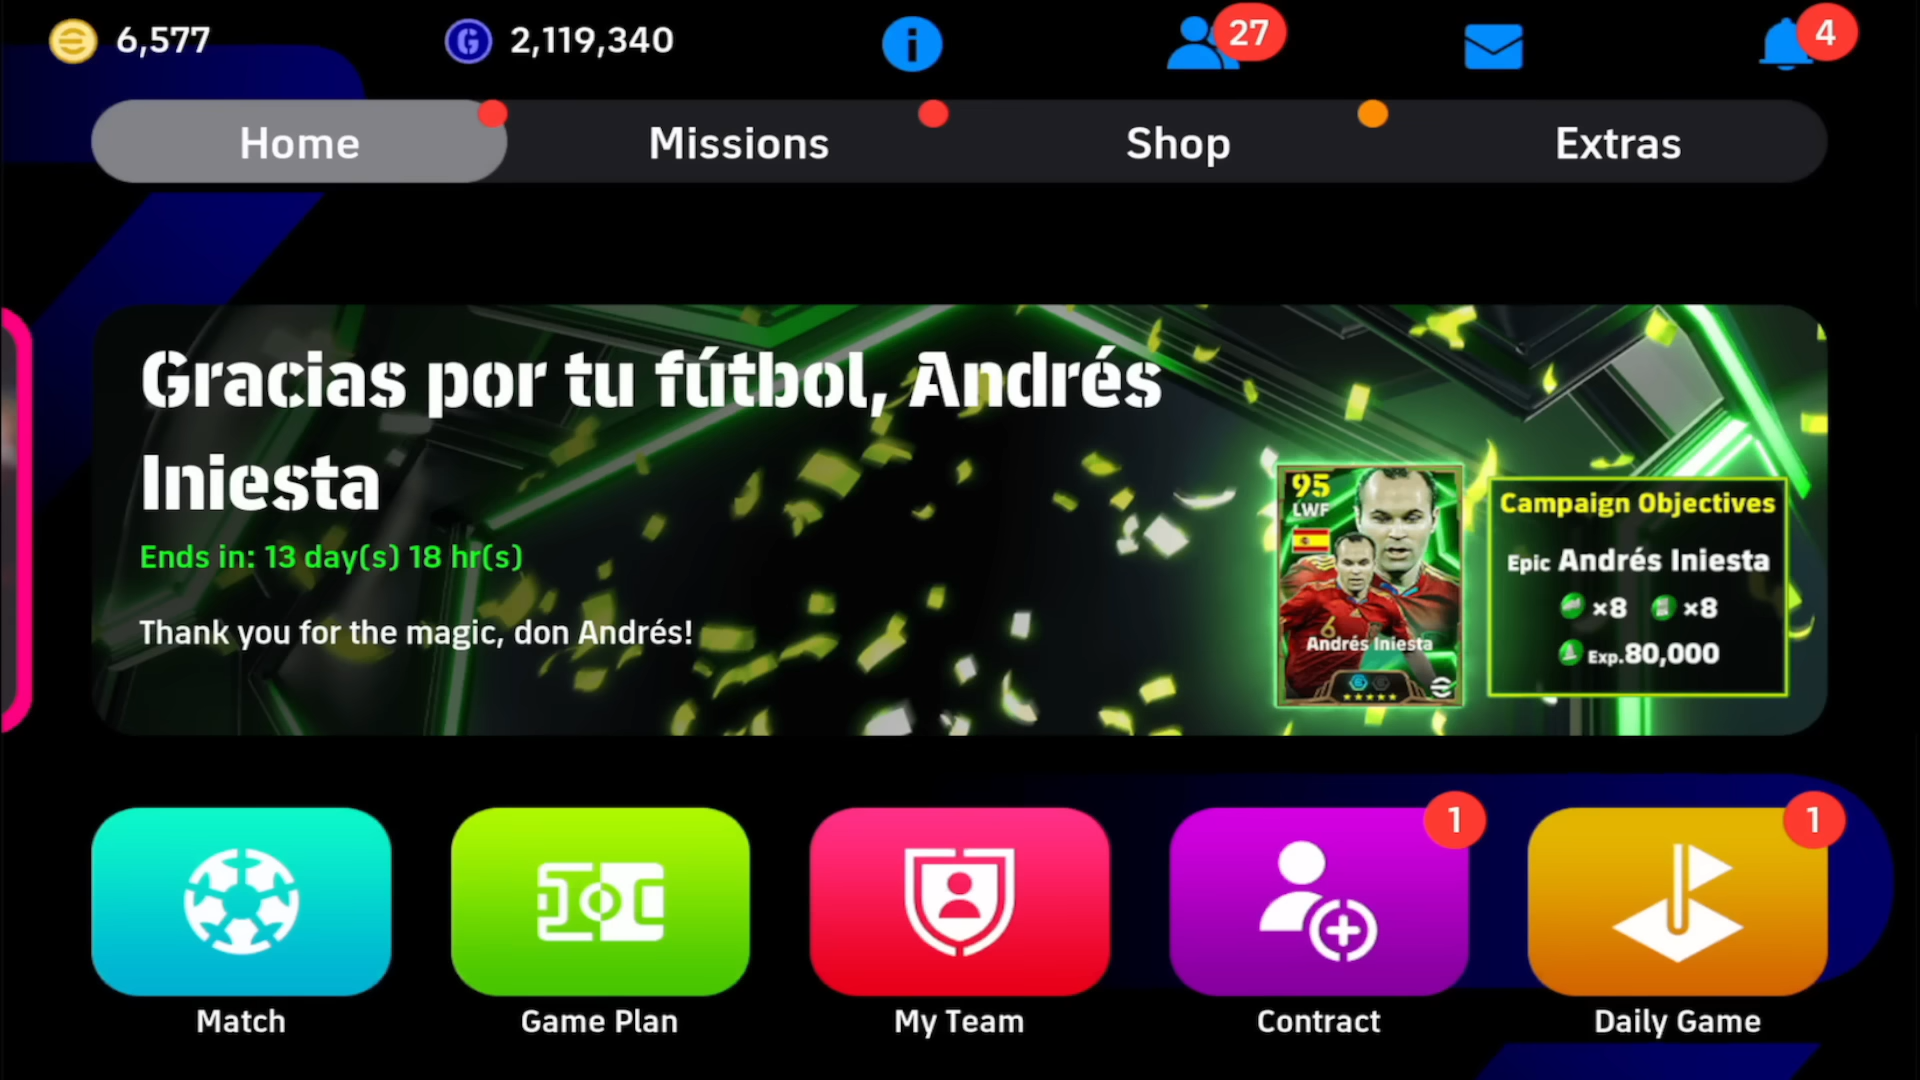 6,577
2,119,340
27
4
Home
Missions
Shop
Extras
Gracias por tu fútbol, Andrés
Iniesta
Ends in: 13 day(s) 18 hr(s)
Thank you for the magic, don Andrés!
95
LWF
6
Andrés Iniesta
Campaign Objectives
Epic Andrés Iniesta
×8 ×8
Exp.80,000
1
1
Match
Game Plan
My Team
Contract
Daily Game